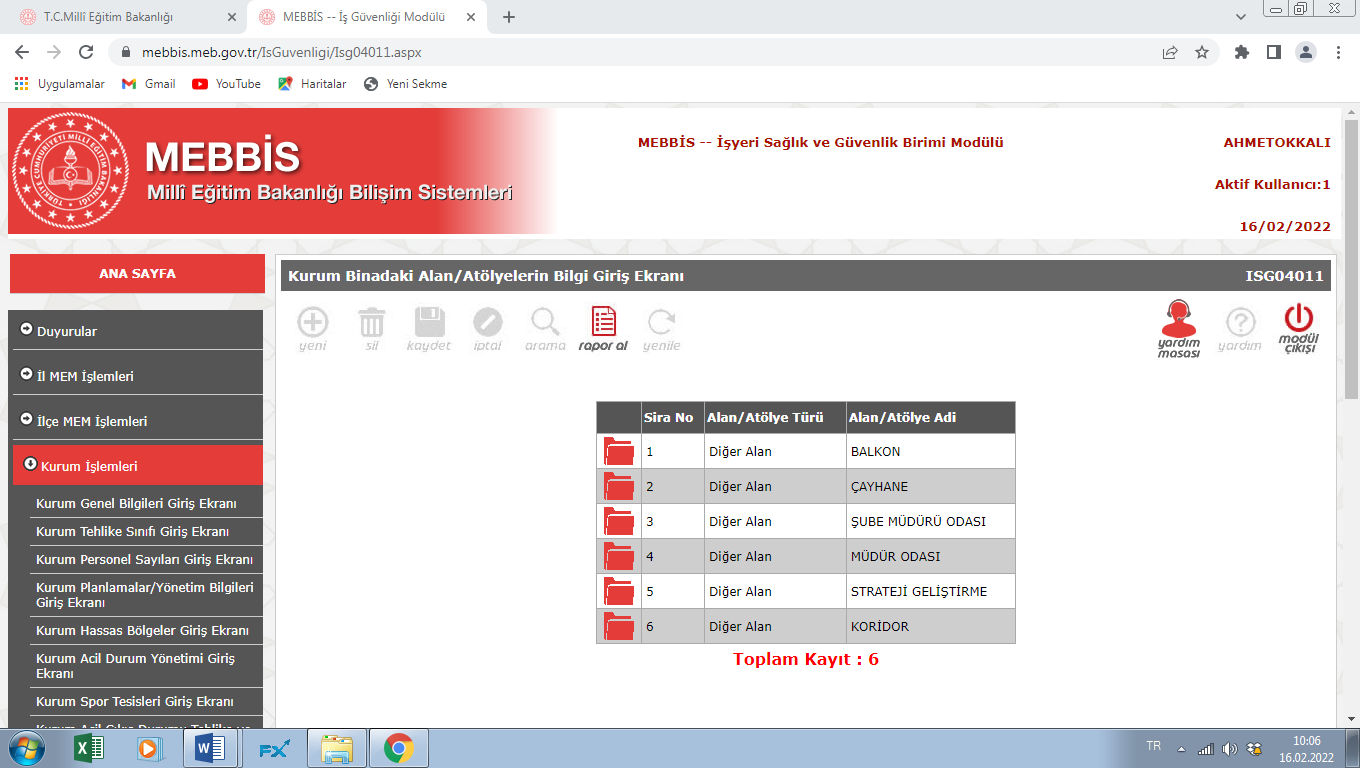 T.C.Millî Eğitim Bakanlığı
MEBBİS -- İş Güvenliği Modülü
mebbis.meb.gov.tr/IsGuvenligi/Isg04011.aspx
Uygulamalar Gmail YouTube Haritalar Yeni Sekme
MEBBİS
Millî Eğitim Bakanlığı Bilişim Sistemleri
MEBBİS -- İşyeri Sağlık ve Güvenlik Birimi Modülü
AHMETOKKALI
Aktif Kullanıcı:1
16/02/2022
ANA SAYFA
Duyurular
İl MEM İşlemleri
İlçe MEM İşlemleri
Kurum İşlemleri
Kurum Genel Bilgileri Giriş Ekranı
Kurum Tehlike Sınıfı Giriş Ekranı
Kurum Personel Sayıları Giriş Ekranı
Kurum Planlamalar/Yönetim Bilgileri
Giriş Ekranı
Kurum Hassas Bölgeler Giriş Ekranı
Kurum Acil Durum Yönetimi Giriş
Ekranı
Kurum Spor Tesisleri Giriş Ekranı
Kurum Binadaki Alan/Atölyelerin Bilgi Giriş Ekranı ISG04011
yeni sil kaydet iptal arama rapor al yenile
yardım
masası
yardım
modül
çıkışı
Sira No Alan/Atölye Türü Alan/Atölye Adi
1 Diğer Alan BALKON
2 Diğer Alan ÇAYHANE
3 Diğer Alan ŞUBE MÜDÜRÜ ODASI
4 Diğer Alan MÜDÜR ODASI
5 Diğer Alan STRATEJİ GELİŞTİRME
6 Diğer Alan KORİDOR
Toplam Kayıt : 6
TR
10:06
16.02.2022